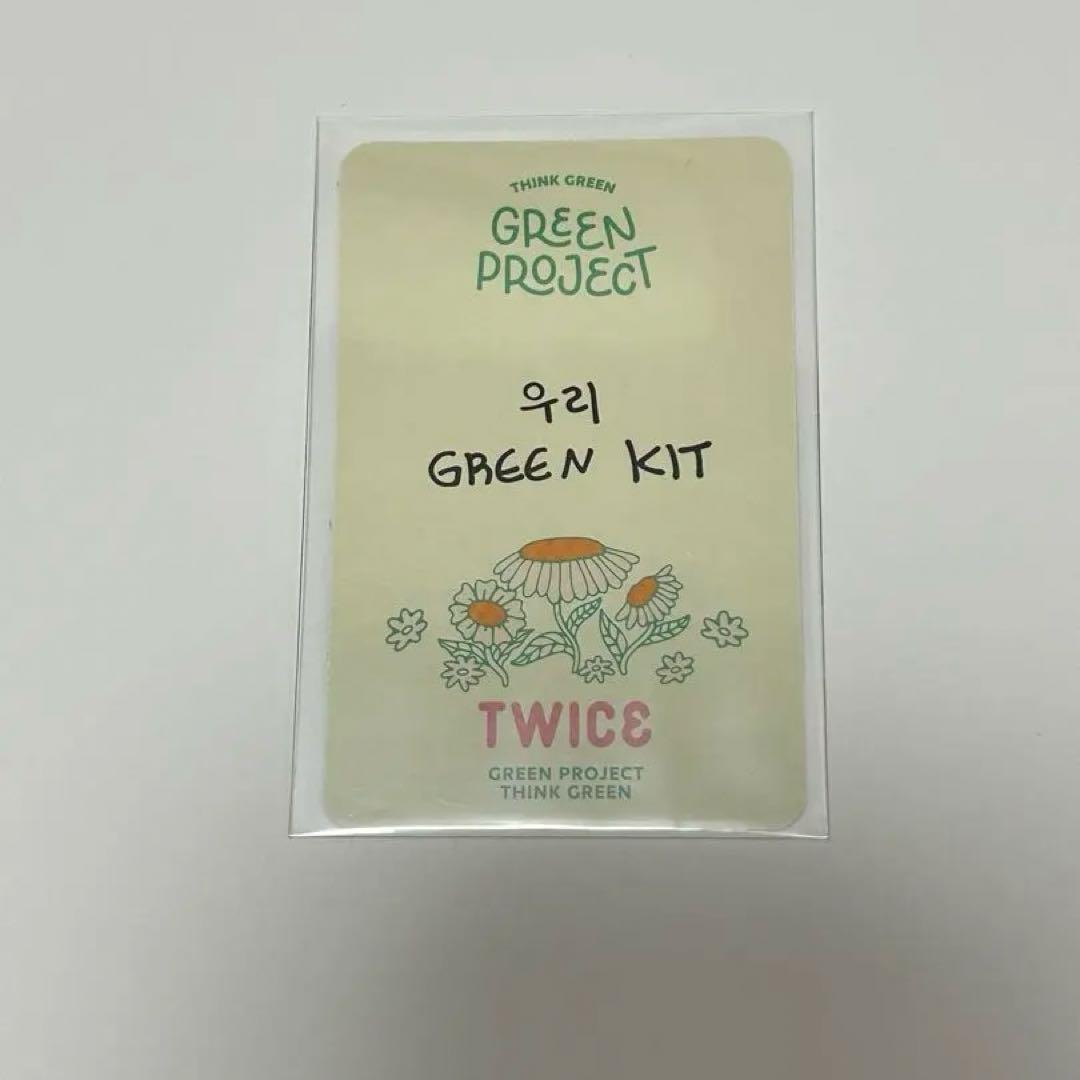 THINK GREEN
GREEN
PROJECT
우리
GREEN KIT
TWICE
GREEN PROJECT
THINK GREEN